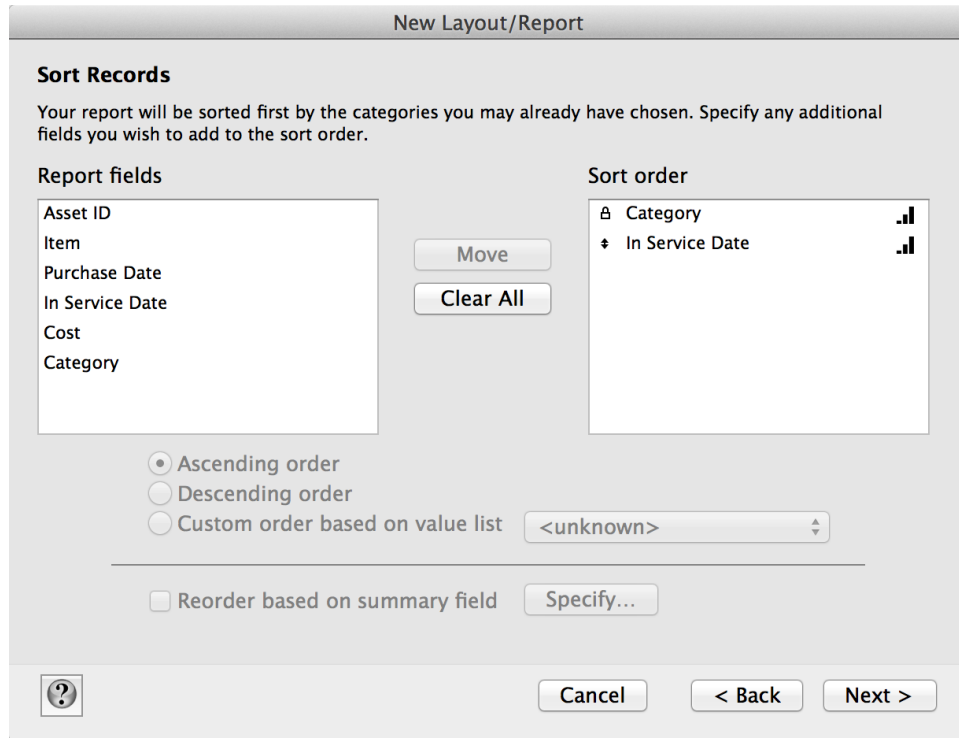 New Layout/Report
Sort Records
Your report will be sorted first by the categories you may already have chosen. Specify any additional
fields you wish to add to the sort order.
Report fields
Sort order
Asset ID
Item
Purchase Date
In Service Date
Cost
Category
Move
Clear All
Category
In Service Date
Ascending order
Descending order
Custom order based on value list
<unknown>
Reorder based on summary field
Specify...
?
Cancel
< Back
Next >